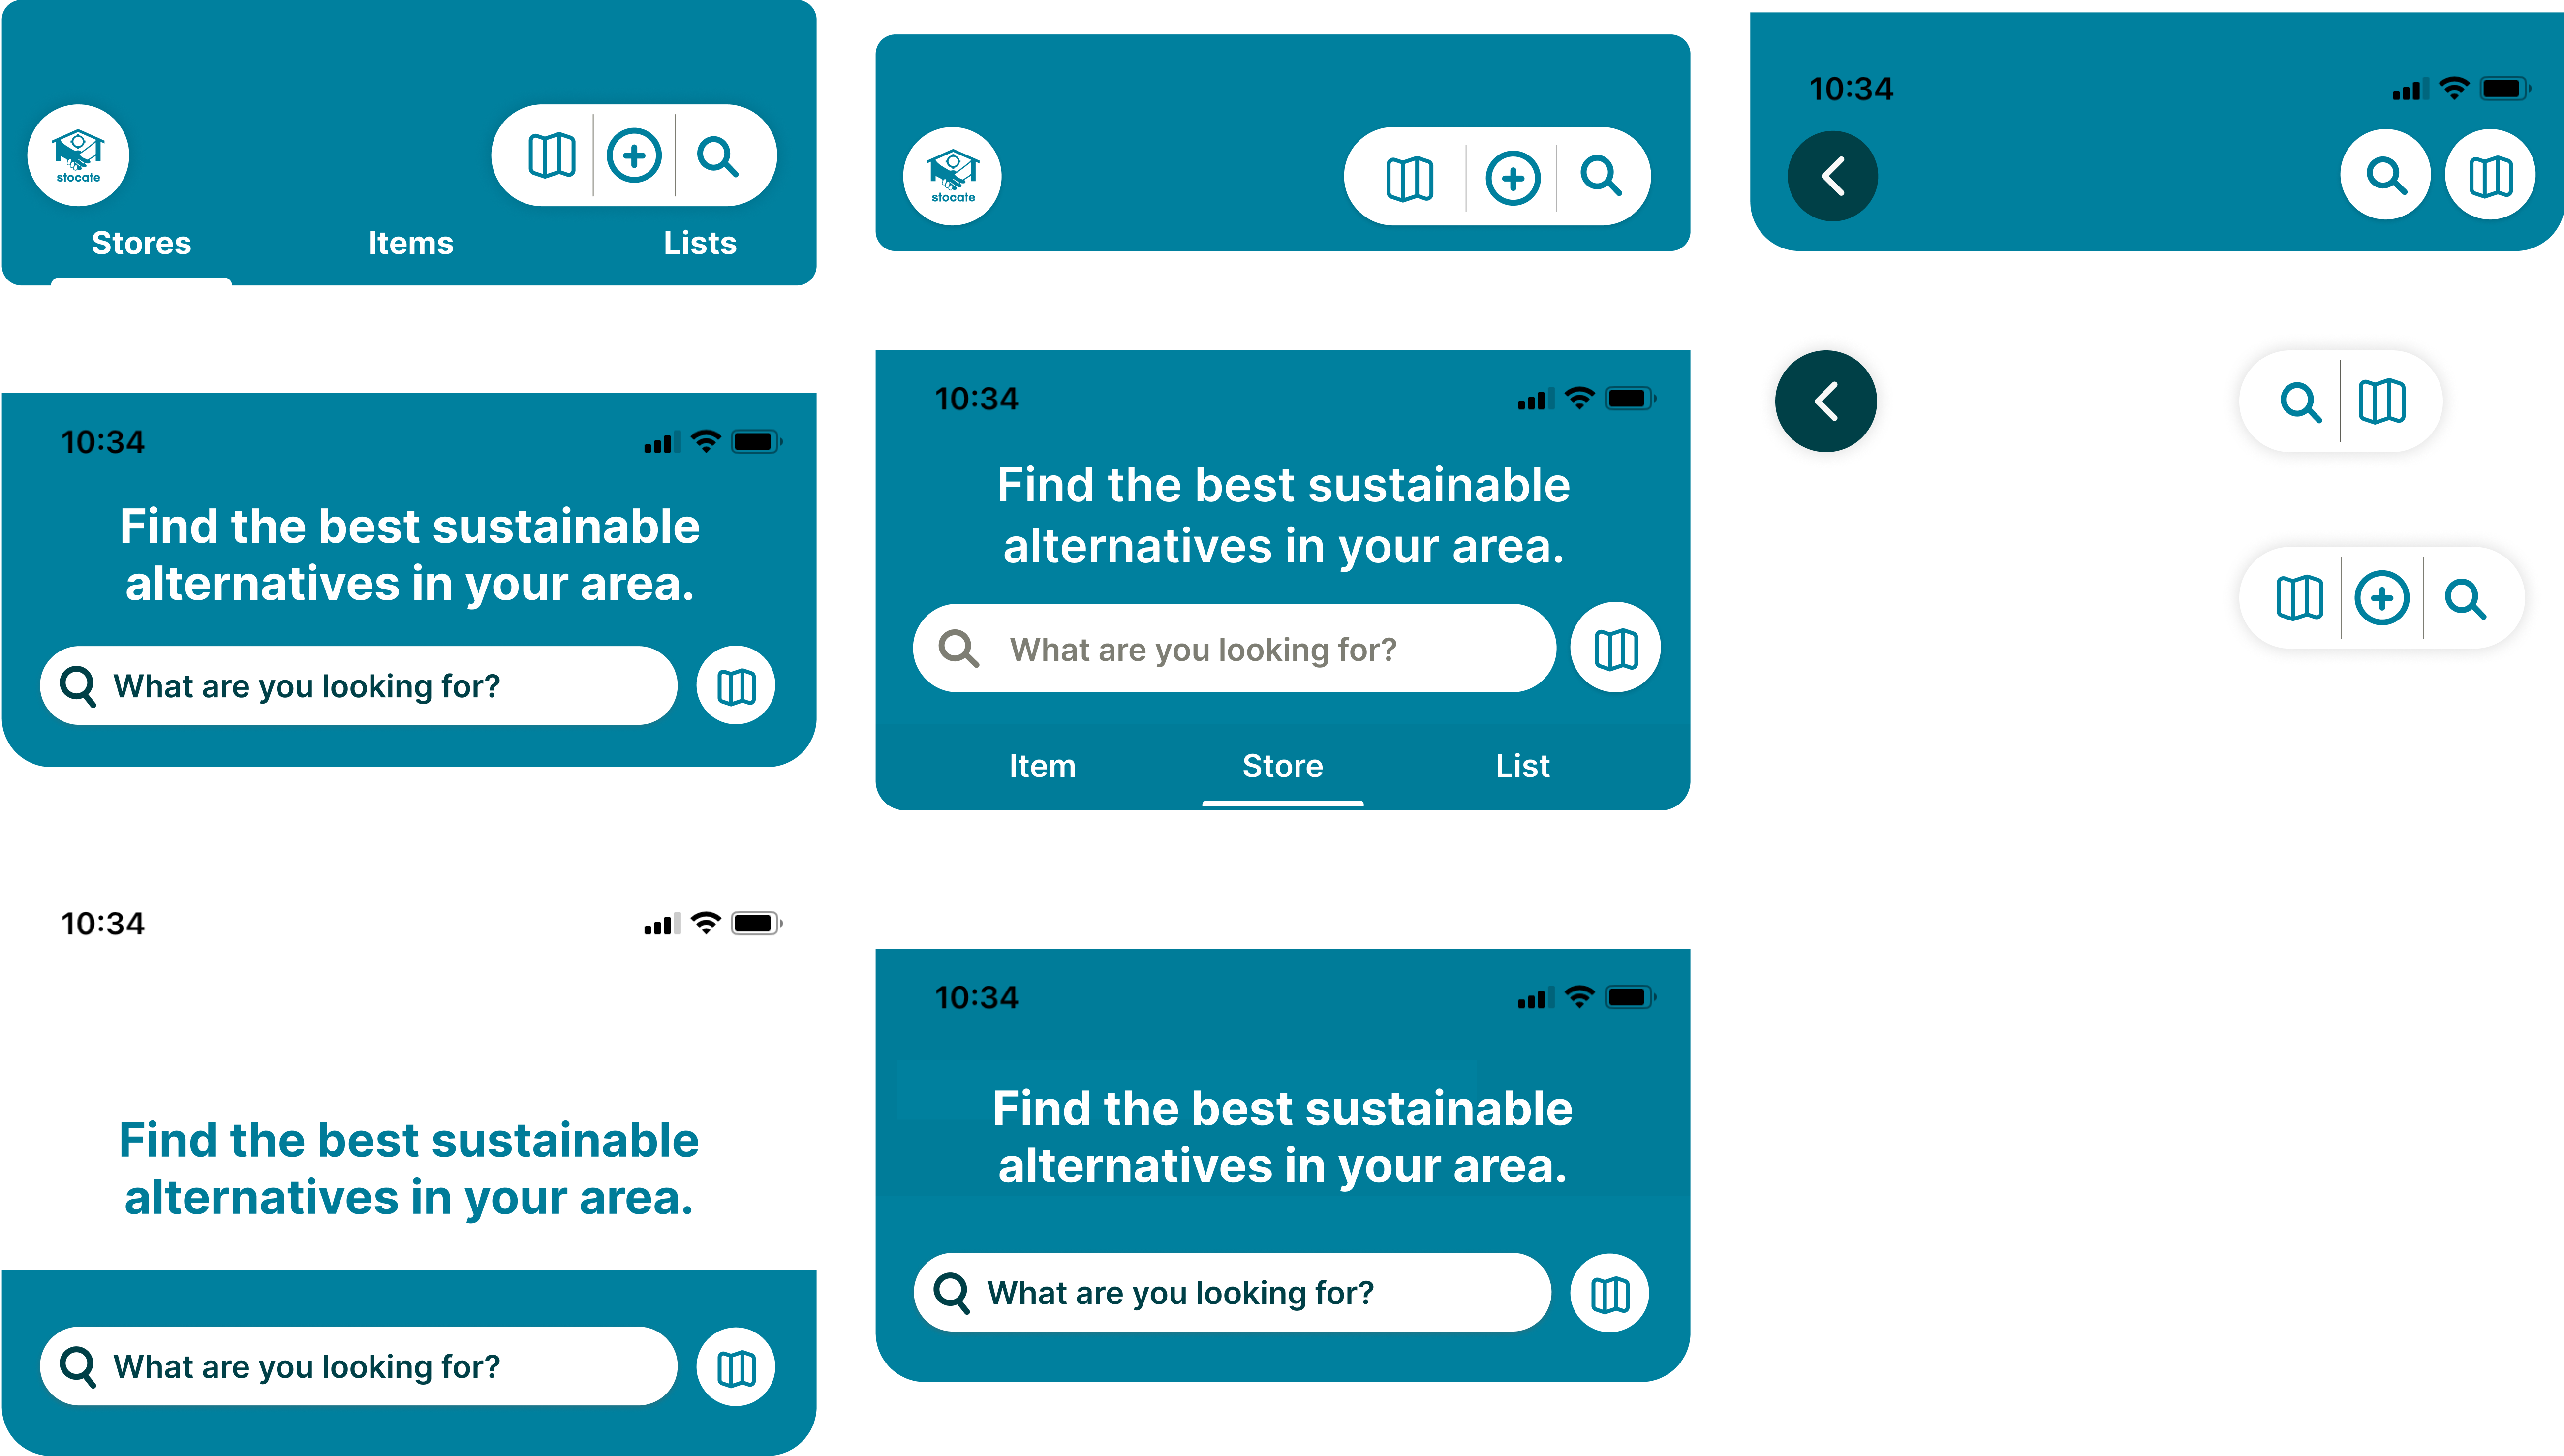 stocate
Stores
Items
Lists
10:34
Find the best sustainable
alternatives in your area.
What are you looking for?
10:34
Find the best sustainable
alternatives in your area.
What are you looking for?
stocate
10:34
Find the best sustainable
alternatives in your area.
What are you looking for?
Item
Store
List
10:34
Find the best sustainable
alternatives in your area.
What are you looking for?
10:34